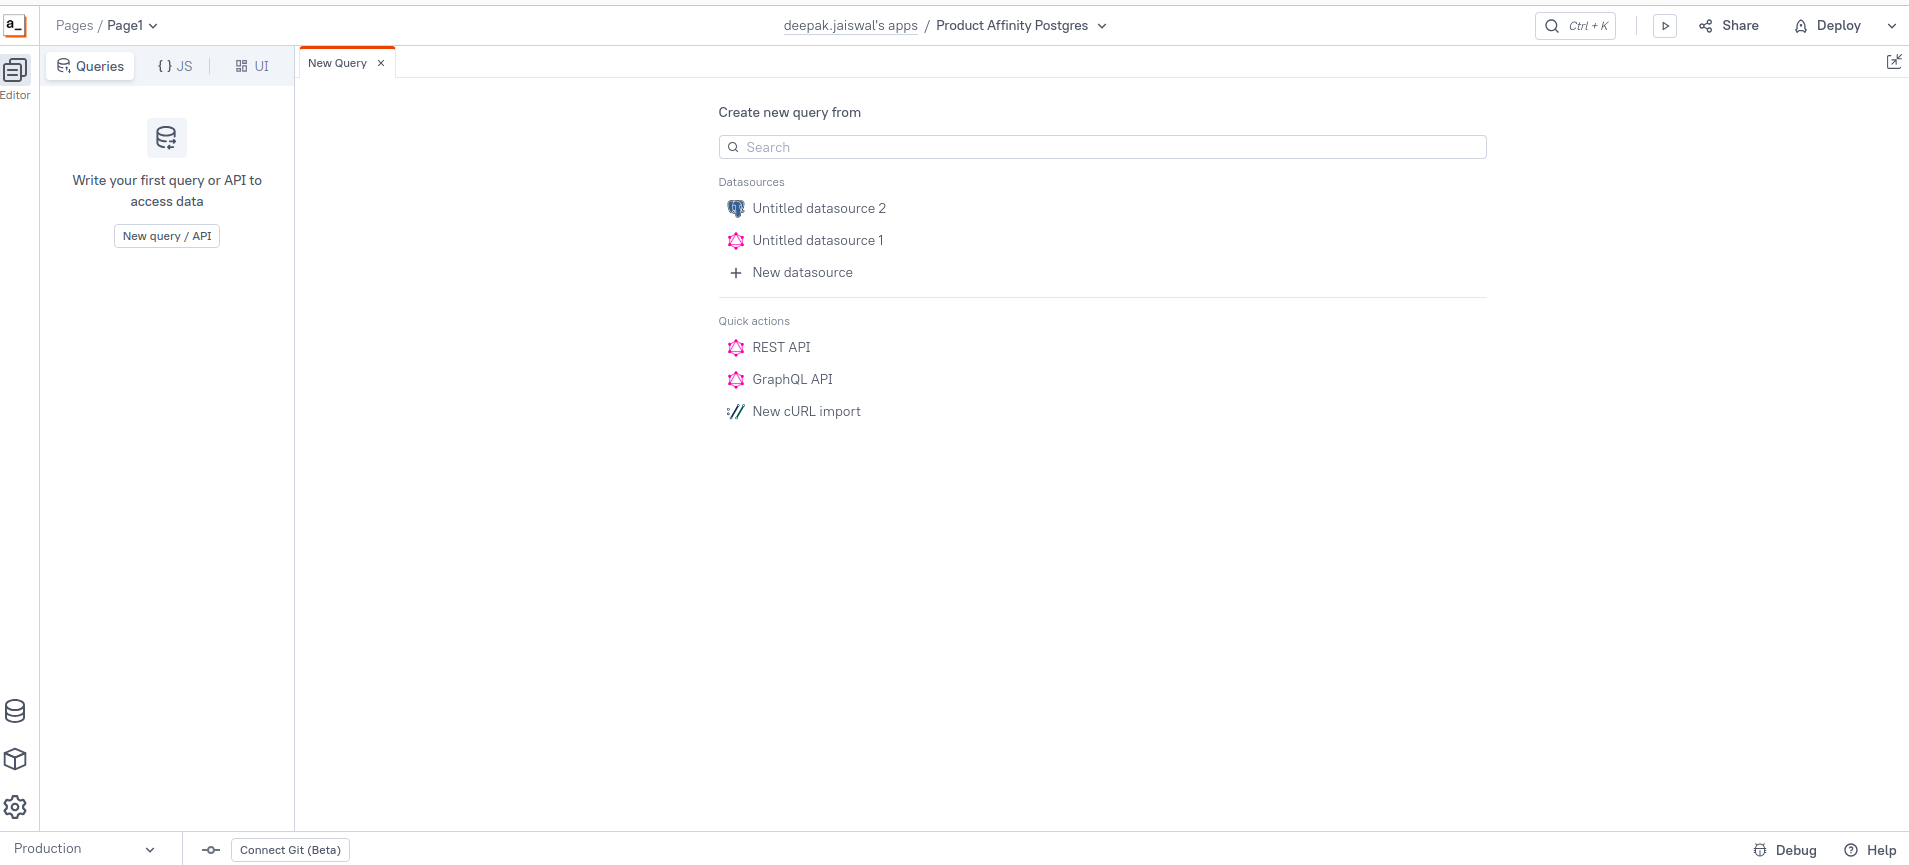 a_
Pages / Page1
deepak.jaiswal's apps / Product Affinity Postgres
Ctrl + K
Share
Deploy
Editor
Queries
{ } JS
UI
New Query ×
Write your first query or API to
access data
New query / API
Create new query from
Search
Datasources
Untitled datasource 2
Untitled datasource 1
+ New datasource
Quick actions
REST API
GraphQL API
New cURL import
Production
Connect Git (Beta)
Debug
Help